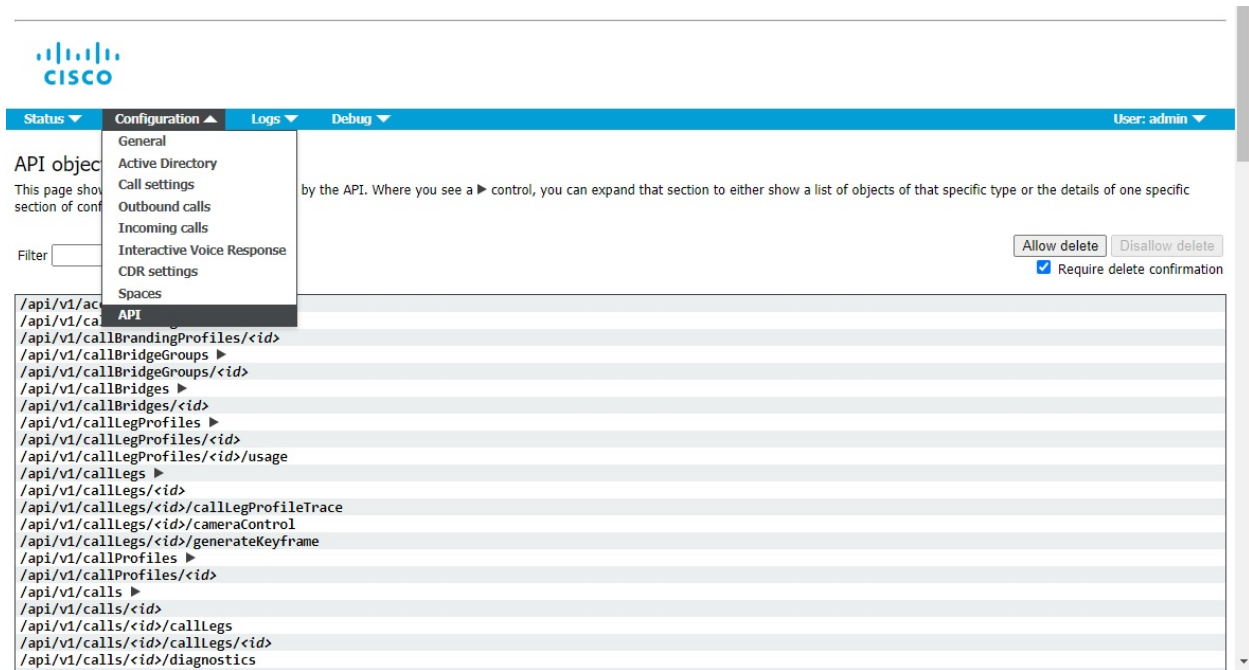 CISCO
Status ▼ Configuration ▲ Logs ▼ Debug ▼ User: admin ▼
General
Active Directory
Call settings
Outbound calls
Incoming calls
Interactive Voice Response
CDR settings
Spaces
API
API objec
This page sho by the API. Where you see a ▶ control, you can expand that section to either show a list of objects of that specific type or the details of one specific
section of conf
Filter
Allow delete Disallow delete
Require delete confirmation
/api/v1/ac
/api/v1/ca
/api/v1/callBrandingProfiles/<id>
/api/v1/callBridgeGroups ▶
/api/v1/callBridgeGroups/<id>
/api/v1/callBridges ▶
/api/v1/callBridges/<id>
/api/v1/callLegProfiles ▶
/api/v1/callLegProfiles/<id>
/api/v1/callLegProfiles/<id>/usage
/api/v1/callLegs ▶
/api/v1/callLegs/<id>
/api/v1/callLegs/<id>/callLegProfileTrace
/api/v1/callLegs/<id>/cameraControl
/api/v1/callLegs/<id>/generateKeyframe
/api/v1/callProfiles ▶
/api/v1/callProfiles/<id>
/api/v1/calls ▶
/api/v1/calls/<id>
/api/v1/calls/<id>/callLegs
/api/v1/calls/<id>/callLegs/<id>
/api/v1/calls/<id>/diagnostics